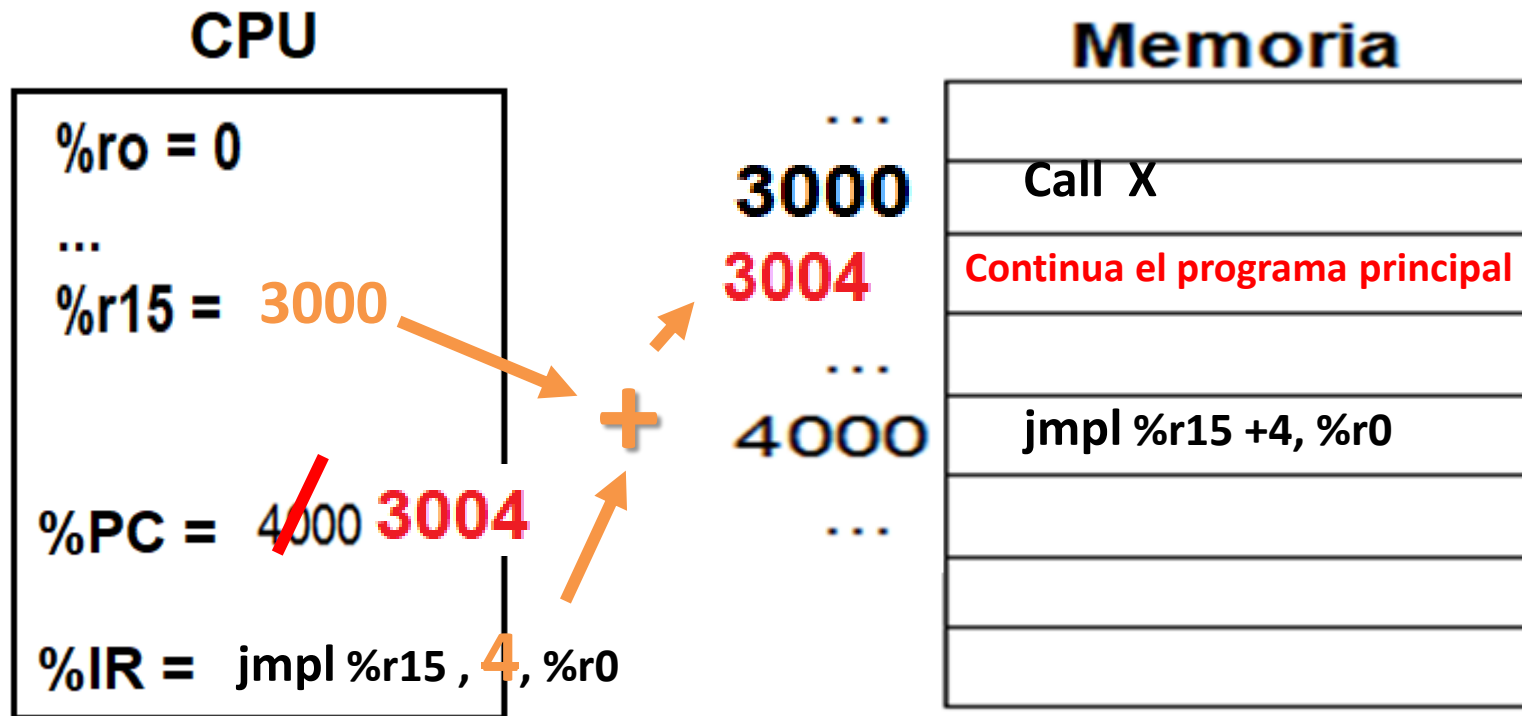 CPU
%ro = 0
...
%r15 = 3000
%PC = 4000 3004
%IR = jmpl %r15 , 4, %r0
+
Memoria
...
3000 Call X
3004 Continua el programa principal
...
4000 jmpl %r15 +4, %r0
...